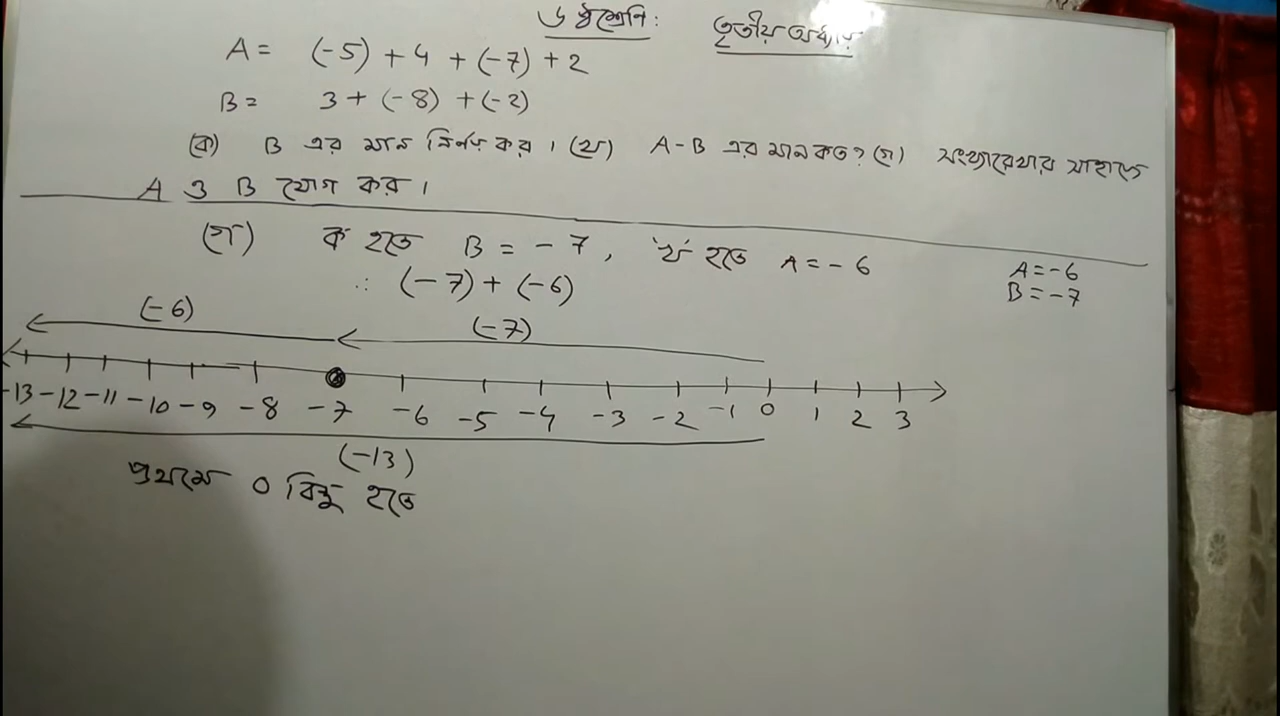 ৬ ষ্ঠ শ্রেণি: তৃতীয় অধ্যায়
A = (-5) + 4 + (-7) + 2
B = 3 + (-8) + (-2)
(ক) B এর মান নির্ণয় কর। (খ) A-B এর মান কত? (গ) সংখ্যারেখার সাহায্যে
A ও B যোগ কর।
(গ) ক হতে B = - 7, 'খ' হতে A = - 6
A = -6
B = -7
∴ (-7) + (-6)
(-6) (-7)
-13 -12 -11 -10 -9 -8 -7 -6 -5 -4 -3 -2 -1 0 1 2 3
(-13)
প্রথমে 0 বিন্দু হতে